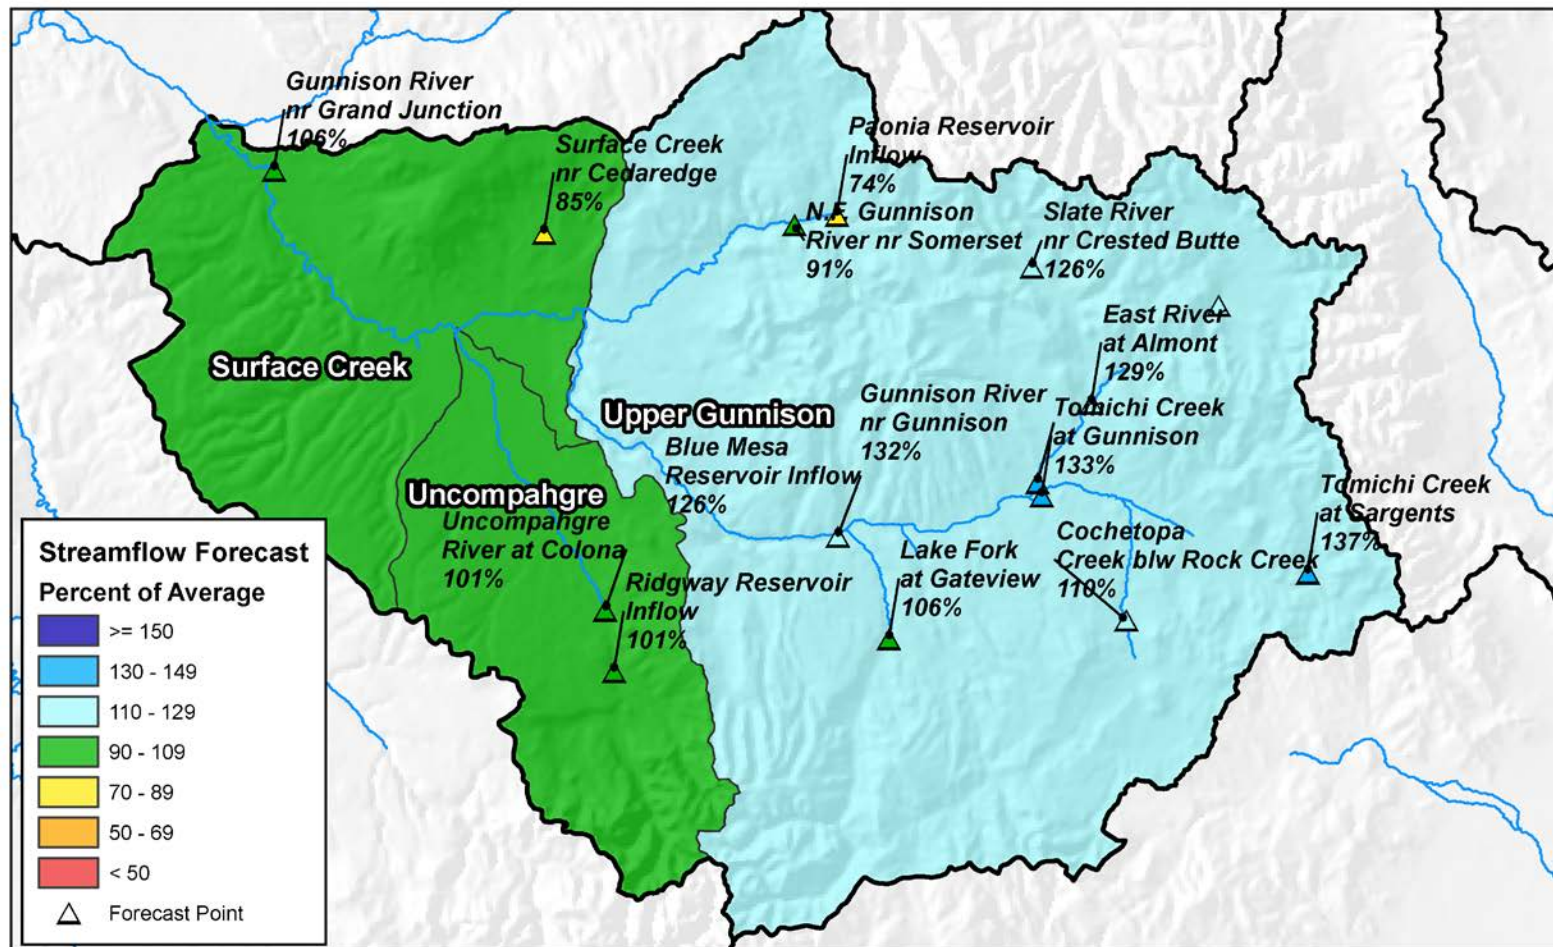 Gunnison River
nr Grand Junction
106%
Surface Creek
nr Cedaredge
85%
Paonia Reservoir
Inflow
74%
N.F. Gunnison
River nr Somerset
91%
Slate River
nr Crested Butte
126%
East River
at Almont
129%
Surface Creek
Upper Gunnison
Gunnison River
nr Gunnison
132%
Tomichi Creek
at Gunnison
133%
Blue Mesa
Reservoir Inflow
126%
Uncompahgre
Uncompahgre
River at Colona
101%
Tomichi Creek
at Sargents
137%
Lake Fork
at Gateview
106%
Cochetopa
Creek blw Rock Creek
110%
Ridgway Reservoir
Inflow
101%
Streamflow Forecast
Percent of Average
>= 150
130 - 149
110 - 129
90 - 109
70 - 89
50 - 69
< 50
Forecast Point